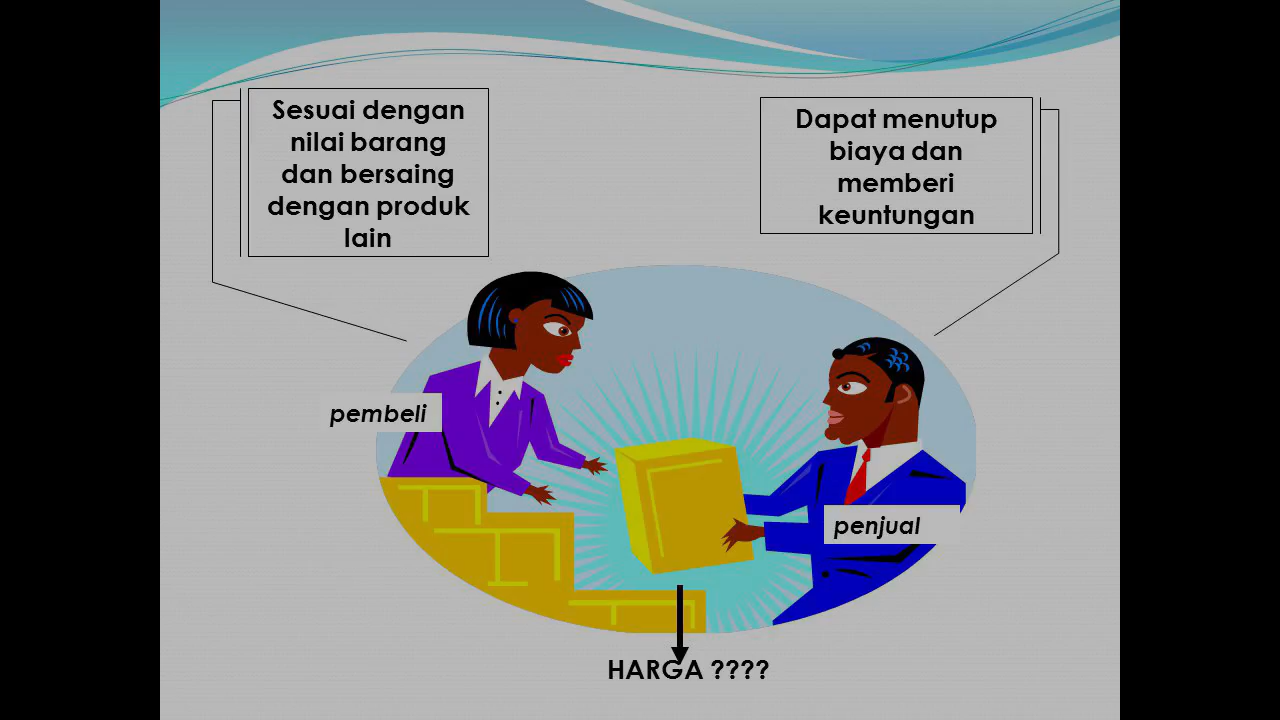 Sesuai dengan
nilai barang
dan bersaing
dengan produk
lain
Dapat menutup
biaya dan
memberi
keuntungan
pembeli
penjual
HARGA ????